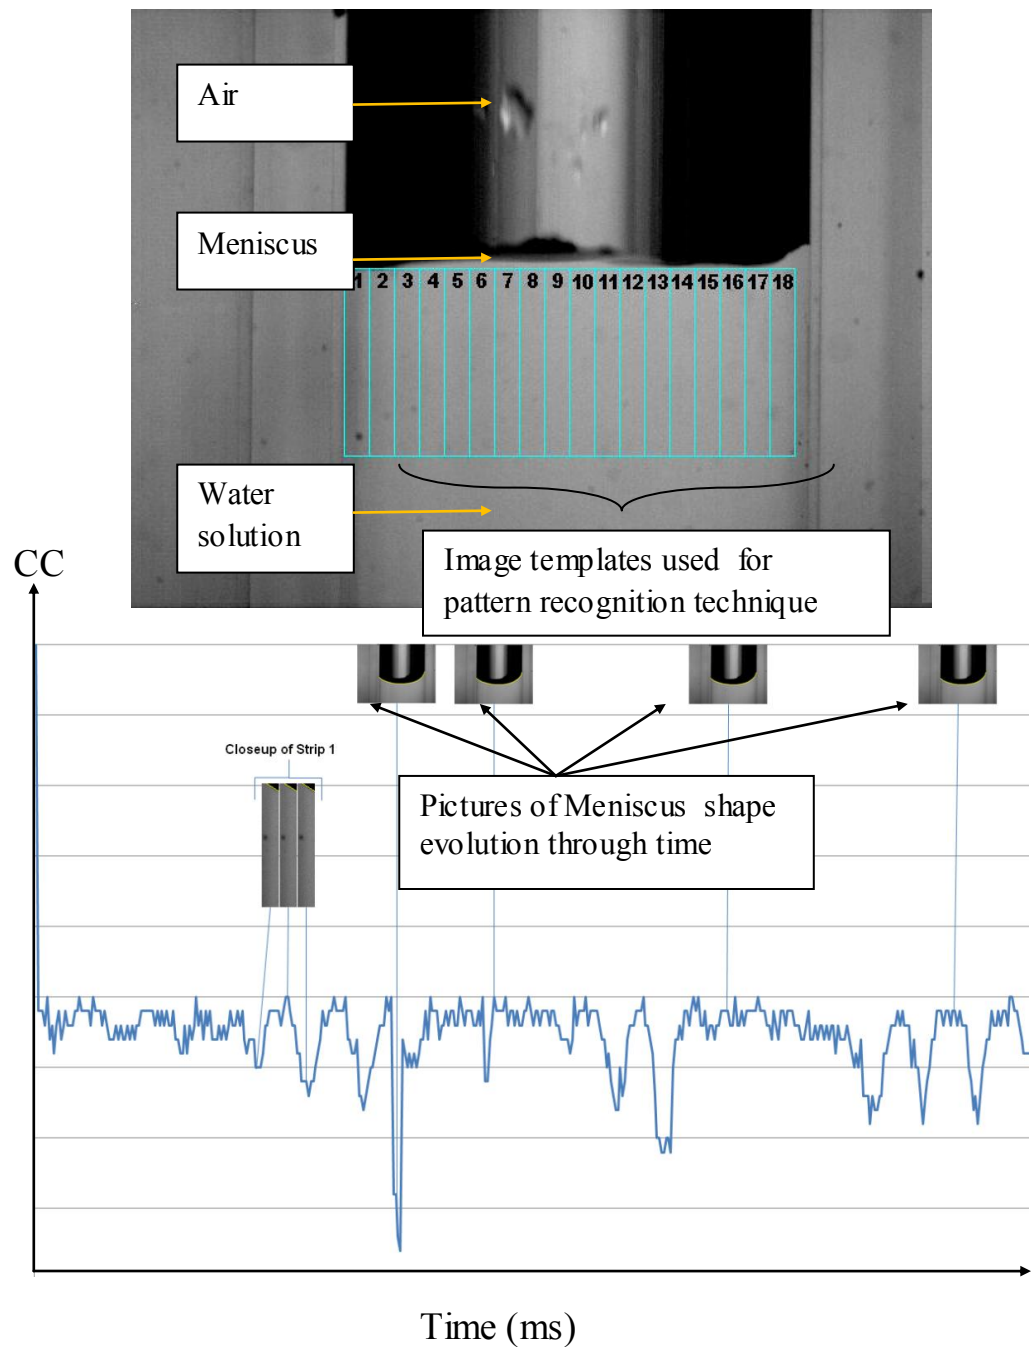 Air
Meniscus
1 2 3 4 5 6 7 8 9 10 11 12 13 14 15 16 17 18
Water
solution
Image templates used for
pattern recognition technique
CC
Closeup of Strip 1
Pictures of Meniscus shape
evolution through time
Time (ms)